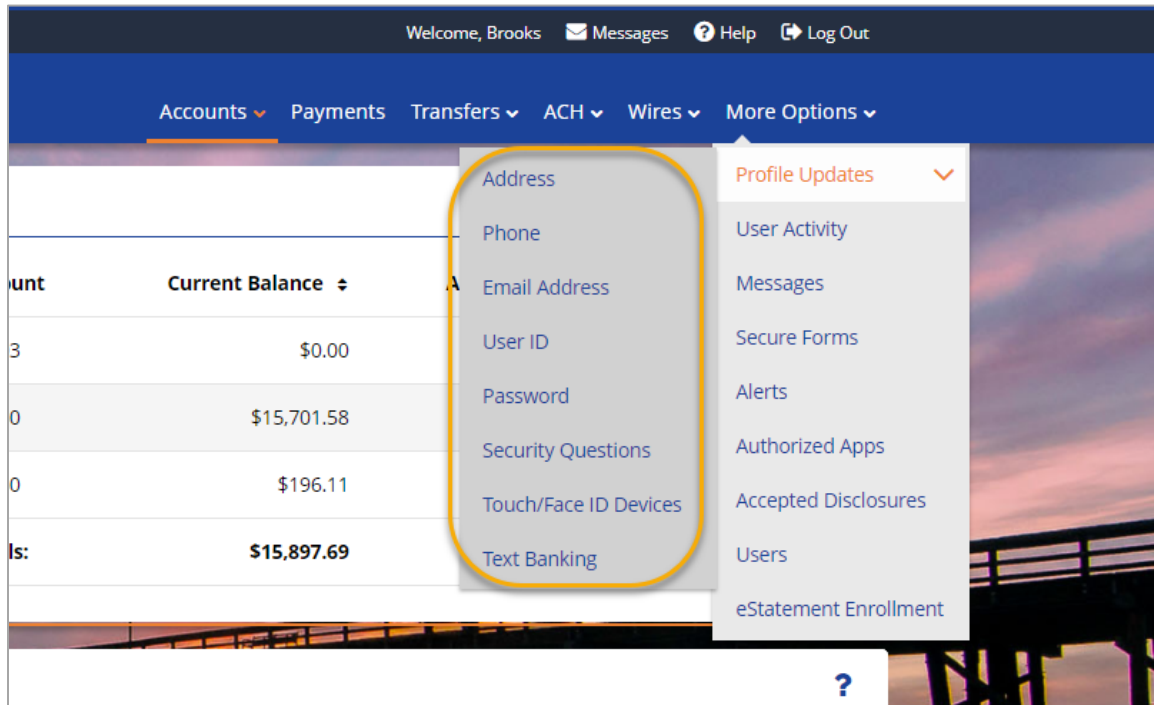 Welcome, Brooks Messages Help Log Out
Accounts Payments Transfers ACH Wires More Options
Address
Phone
Email Address
User ID
Password
Security Questions
Touch/Face ID Devices
Text Banking
Profile Updates
User Activity
Messages
Secure Forms
Alerts
Authorized Apps
Accepted Disclosures
Users
eStatement Enrollment
Current Balance
3 $0.00
0 $15,701.58
0 $196.11
$15,897.69
?